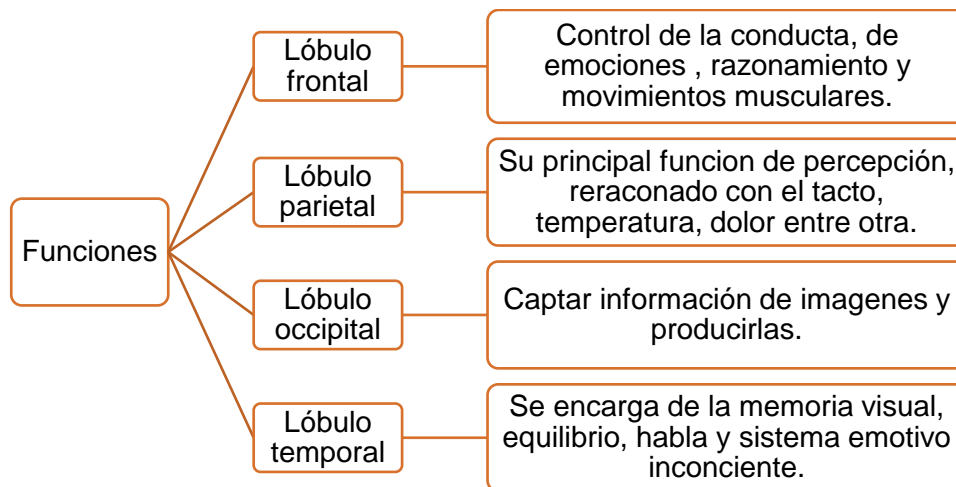 Funciones
Lóbulo
frontal
Control de la conducta, de
emociones , razonamiento y
movimientos musculares.
Lóbulo
parietal
Su principal funcion de percepción,
reraconado con el tacto,
temperatura, dolor entre otra.
Lóbulo
occipital
Captar información de imagenes y
producirlas.
Lóbulo
temporal
Se encarga de la memoria visual,
equilibrio, habla y sistema emotivo
inconciente.